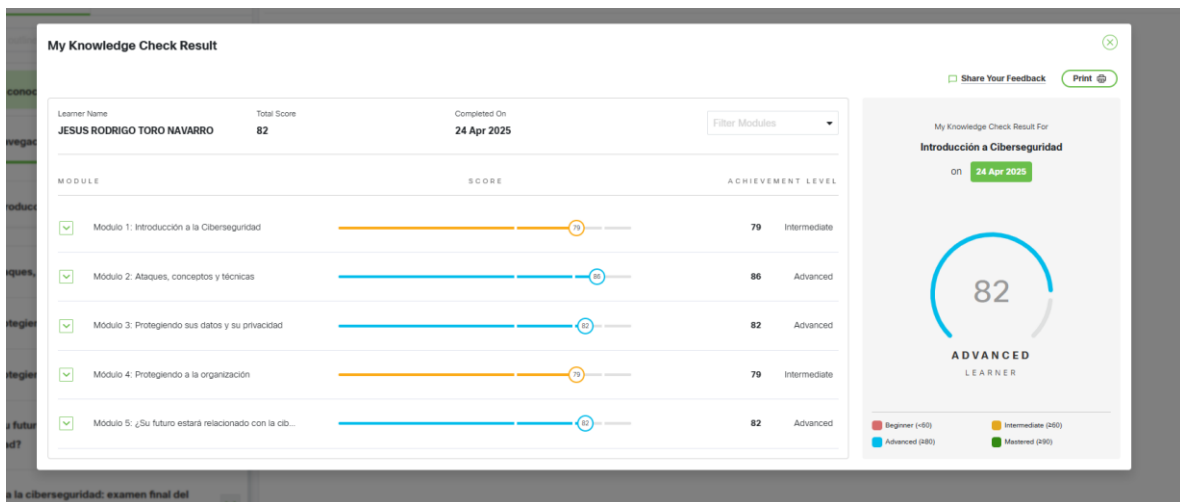 My Knowledge Check Result
Share Your Feedback
Print
Learner Name
Total Score
Completed On
JESUS RODRIGO TORO NAVARRO
82
24 Apr 2025
Filter Modules
MODULE
SCORE
ACHIEVEMENT LEVEL
Modulo 1: Introducción a la Ciberseguridad
79
79
Intermediate
Módulo 2: Ataques, conceptos y técnicas
86
86
Advanced
Módulo 3: Protegiendo sus datos y su privacidad
82
82
Advanced
Módulo 4: Protegiendo a la organización
79
79
Intermediate
Módulo 5: ¿Su futuro estará relacionado con la cib...
82
82
Advanced
My Knowledge Check Result For
Introducción a Ciberseguridad
on 24 Apr 2025
82
ADVANCED
LEARNER
Beginner (<60)
Intermediate (≥60)
Advanced (≥80)
Mastered (≥90)
a la ciberseguridad: examen final del